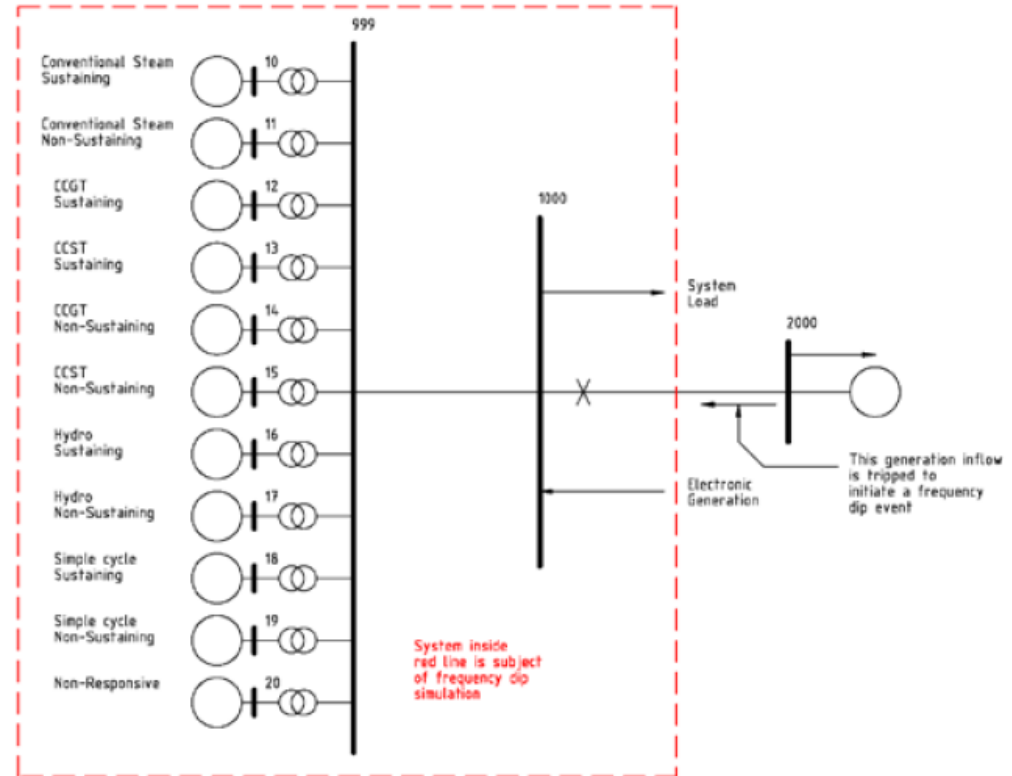 999
Conventional Steam
Sustaining
10
Conventional Steam
Non-Sustaining
11
CCGT
Sustaining
12
CCST
Sustaining
13
CCGT
Non-Sustaining
14
CCST
Non-Sustaining
15
Hydro
Sustaining
16
Hydro
Non-Sustaining
17
Simple cycle
Sustaining
18
Simple cycle
Non-Sustaining
19
Non-Responsive
20
1000
System
Load
2000
Electronic
Generation
This generation inflow
is tripped to
initiate a frequency
dip event
System inside
red line is subject
of frequency dip
simulation